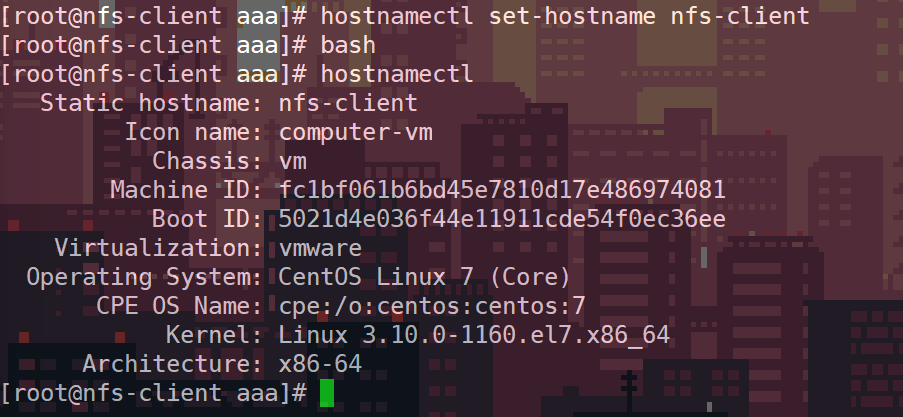 [root@nfs-client aaa]# hostnamectl set-hostname nfs-client
[root@nfs-client aaa]# bash
[root@nfs-client aaa]# hostnamectl
Static hostname: nfs-client
Icon name: computer-vm
Chassis: vm
Machine ID: fc1bf061b6bd45e7810d17e486974081
Boot ID: 5021d4e036f44e11911cde54f0ec36ee
Virtualization: vmware
Operating System: CentOS Linux 7 (Core)
CPE OS Name: cpe:/o:centos:centos:7
Kernel: Linux 3.10.0-1160.el7.x86_64
Architecture: x86-64
[root@nfs-client aaa]#